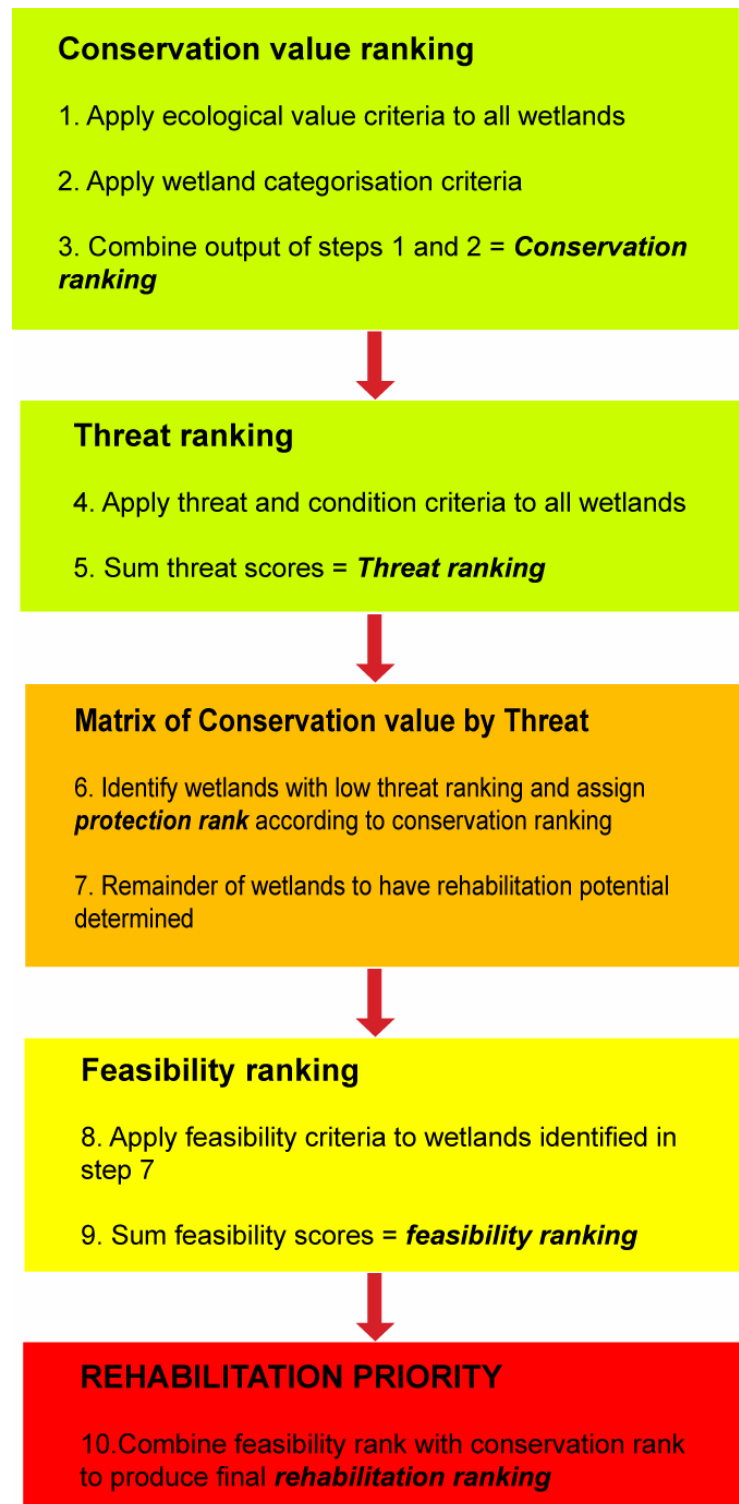 Conservation value ranking
1. Apply ecological value criteria to all wetlands
2. Apply wetland categorisation criteria
3. Combine output of steps 1 and 2 = Conservation
ranking
Threat ranking
4. Apply threat and condition criteria to all wetlands
5. Sum threat scores = Threat ranking
Matrix of Conservation value by Threat
6. Identify wetlands with low threat ranking and assign
protection rank according to conservation ranking
7. Remainder of wetlands to have rehabilitation potential
determined
Feasibility ranking
8. Apply feasibility criteria to wetlands identified in
step 7
9. Sum feasibility scores = feasibility ranking
REHABILITATION PRIORITY
10.Combine feasibility rank with conservation rank
to produce final rehabilitation ranking